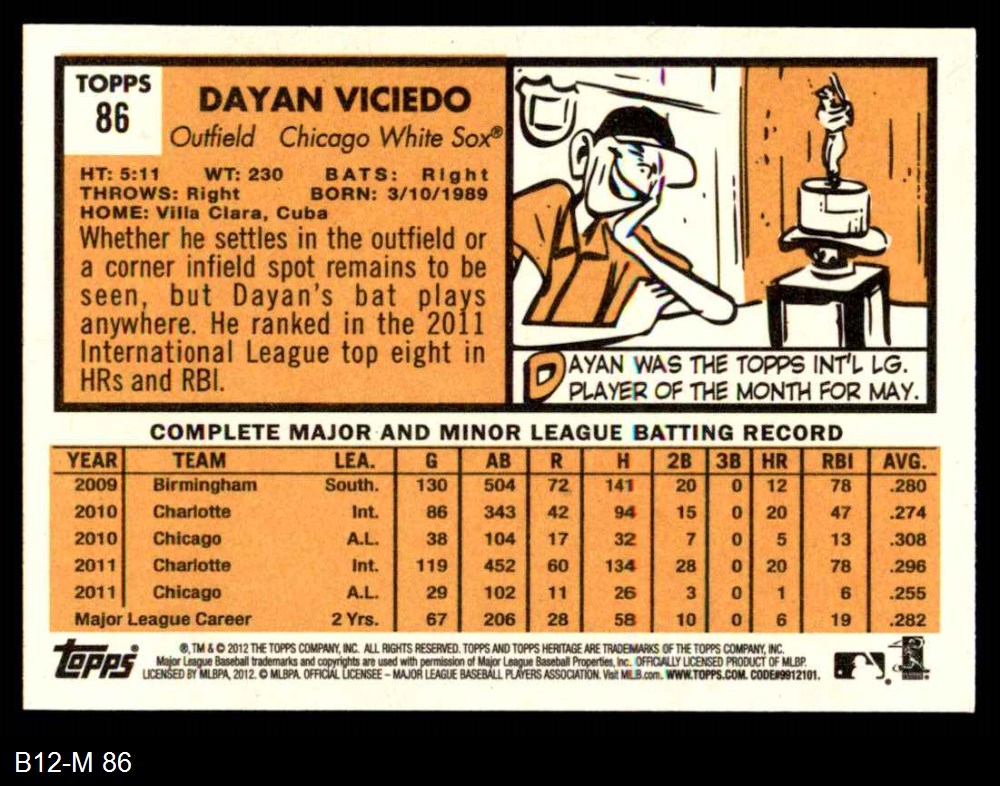 TOPPS
86
DAYAN VICIEDO
Outfield Chicago White Sox®
HT: 5:11 WT: 230 BATS: Right
THROWS: Right BORN: 3/10/1989
HOME: Villa Clara, Cuba
Whether he settles in the outfield or
a corner infield spot remains to be
seen, but Dayan's bat plays
anywhere. He ranked in the 2011
International League top eight in
HRs and RBI.
DAYAN WAS THE TOPPS INT'L LG.
PLAYER OF THE MONTH FOR MAY.
COMPLETE MAJOR AND MINOR LEAGUE BATTING RECORD
YEAR TEAM LEA. G AB R H 2B 3B HR RBI AVG.
2009 Birmingham South. 130 504 72 141 20 0 12 78 .280
2010 Charlotte Int. 86 343 42 94 15 0 20 47 .274
2010 Chicago A.L. 38 104 17 32 7 0 5 13 .308
2011 Charlotte Int. 119 452 60 134 28 0 20 78 .296
2011 Chicago A.L. 29 102 11 26 3 0 1 6 .255
Major League Career 2 Yrs. 67 206 28 58 10 0 6 19 .282
Topps®
®, TM & © 2012 THE TOPPS COMPANY, INC. ALL RIGHTS RESERVED. TOPPS AND TOPPS HERITAGE ARE TRADEMARKS OF THE TOPPS COMPANY, INC.
Major League Baseball trademarks and copyrights are used with permission of Major League Baseball Properties, Inc. OFFICIALLY LICENSED PRODUCT OF MLBP.
LICENSED BY MLBPA, 2012. © MLBPA. OFFICIAL LICENSEE – MAJOR LEAGUE BASEBALL PLAYERS ASSOCIATION. Visit MLB.com. WWW.TOPPS.COM. CODE#9912101.
B12-M 86